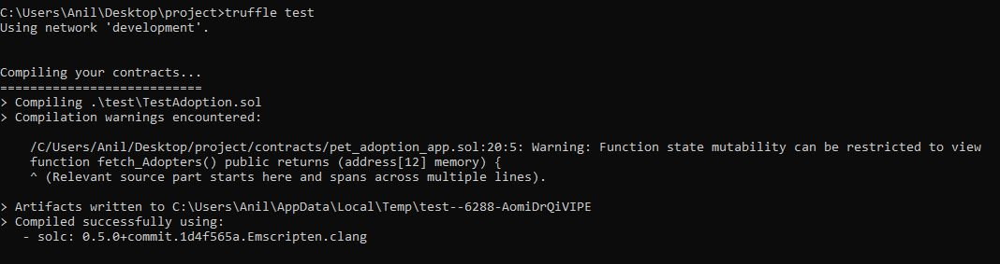 C:\Users\Anil\Desktop\project>truffle test
Using network 'development'.
Compiling your contracts...
===========================
> Compiling .\test\TestAdoption.sol
> Compilation warnings encountered:
/C/Users/Anil/Desktop/project/contracts/pet_adoption_app.sol:20:5: Warning: Function state mutability can be restricted to view
function fetch_Adopters() public returns (address[12] memory) {
^ (Relevant source part starts here and spans across multiple lines).
> Artifacts written to C:\Users\Anil\AppData\Local\Temp\test--6288-AomiDrQiVIPE
> Compiled successfully using:
- solc: 0.5.0+commit.1d4f565a.Emscripten.clang